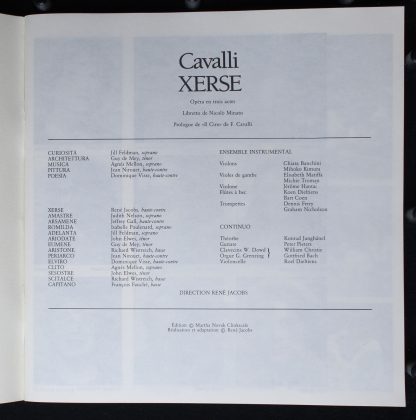 Cavalli
XERSE
Opéra en trois actes
Libretto de Nicolò Minato
Prologue de «Il Ciro» de F. Cavalli
CURIOSITÀ Jill Feldman, soprano
ARCHITETTURA Guy de Mey, ténor
MUSICA Agnès Mellon, soprano
PITTURA Jean Nirouet, haute-contre
POESIA Dominique Visse, haute-contre
XERSE René Jacobs, haute-contre
AMASTRE Judith Nelson, soprano
ARSAMENE Jeffrey Gall, haute-contre
ROMILDA Isabelle Poulenard, soprano
ADELANTA Jill Feldman, soprano
ARIODATE John Elwes, ténor
EUMENE Guy de Mey, ténor
ARISTONE Richard Wistreich, basse
PERIARCO Jean Nirouet, haute-contre
ELVIRO Dominique Visse, haute-contre
CLITO Agnès Mellon, soprano
SESOSTRE John Elwes, ténor
SCITALCE Richard Wistreich, basse
CAPITANO François Fauché, basse
ENSEMBLE INSTRUMENTAL
Violons Chiara Banchini
Mihoko Kimura
Violes de gambe Elisabeth Matiffa
Michie Truman
Violone Jérôme Hantaï
Flûtes à bec Koen Dieltiens
Bart Coen
Trompettes Dennis Ferry
Graham Nicholson
CONTINUO
Théorbe Konrad Junghänel
Guitare Peter Pieters
Clavecins W. Dowd } William Christie
Orgue G. Grenzing } Gottfried Bach
Violoncelle Roel Dieltiens
DIRECTION RENÉ JACOBS
Edition © Martha Novak Clinkscale
Réalisation et adaptation © René Jacobs